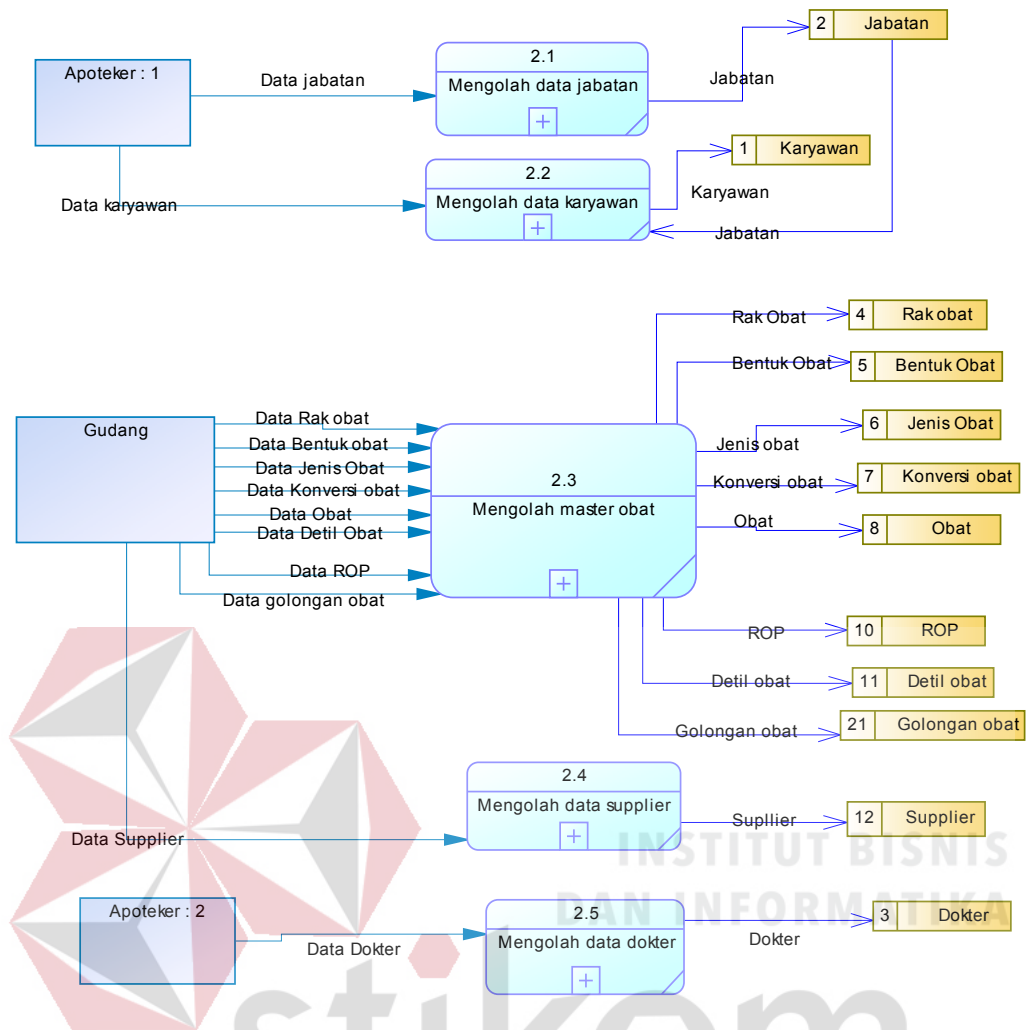 2 Jabatan
2.1
Apoteker : 1
Data jabatan
Mengolah data jabatan
Jabatan
1 Karyawan
2.2
Mengolah data karyawan
Karyawan
Data karyawan
Jabatan
Rak Obat
4 Rak obat
Bentuk Obat
5 Bentuk Obat
Gudang
Data Rak obat
Data Bentuk obat
Data Jenis Obat
Data Konversi obat
Data Obat
Data Detil Obat
Data ROP
Data golongan obat
2.3
Mengolah master obat
Jenis obat
6 Jenis Obat
Konversi obat
7 Konversi obat
Obat
8 Obat
ROP
10 ROP
Detil obat
11 Detil obat
Golongan obat
21 Golongan obat
2.4
Mengolah data supplier
Data Supplier
Supllier
12 Supplier
INSTITUT BISNIS
DAN INFORMATIKA
Apoteker : 2
Data Dokter
2.5
Mengolah data dokter
Dokter
3 Dokter
stikom